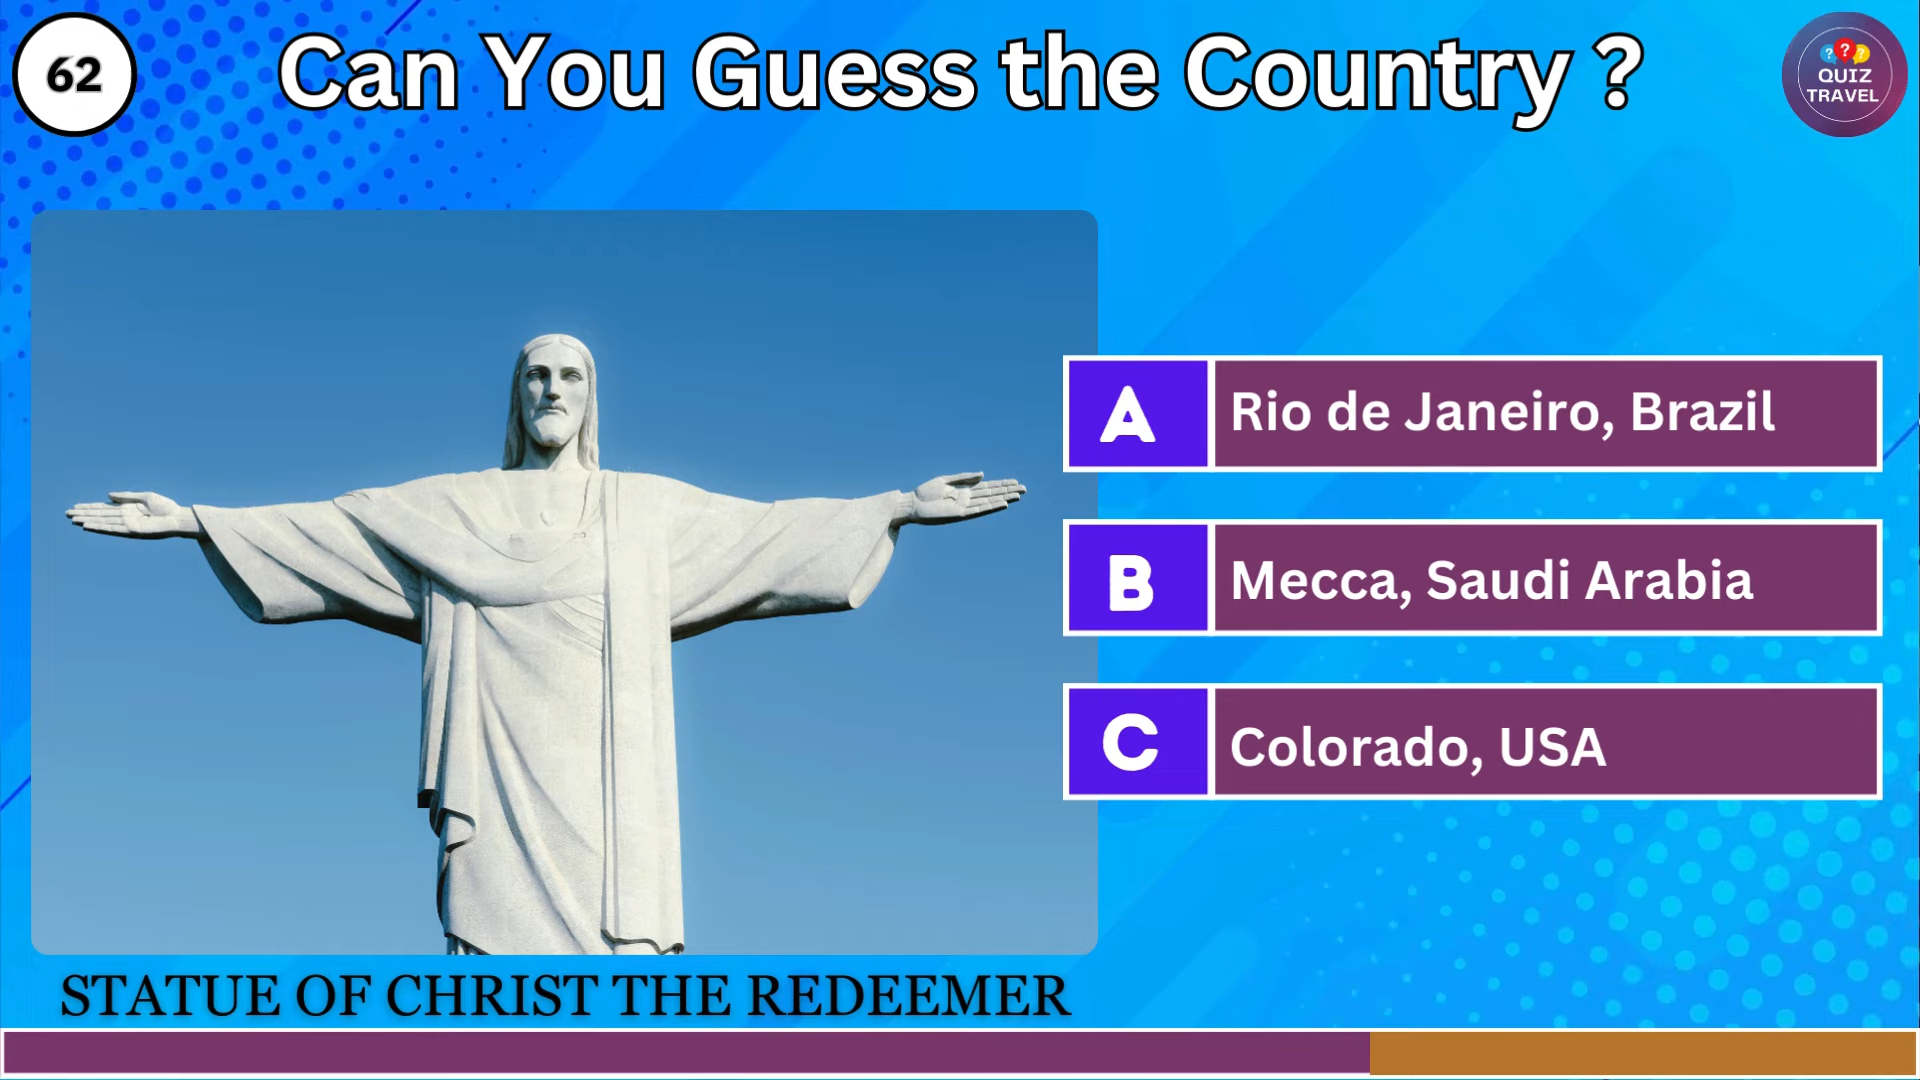 62
Can You Guess the Country ?
? ? ?
QUIZ
TRAVEL
A Rio de Janeiro, Brazil
B Mecca, Saudi Arabia
C Colorado, USA
STATUE OF CHRIST THE REDEEMER